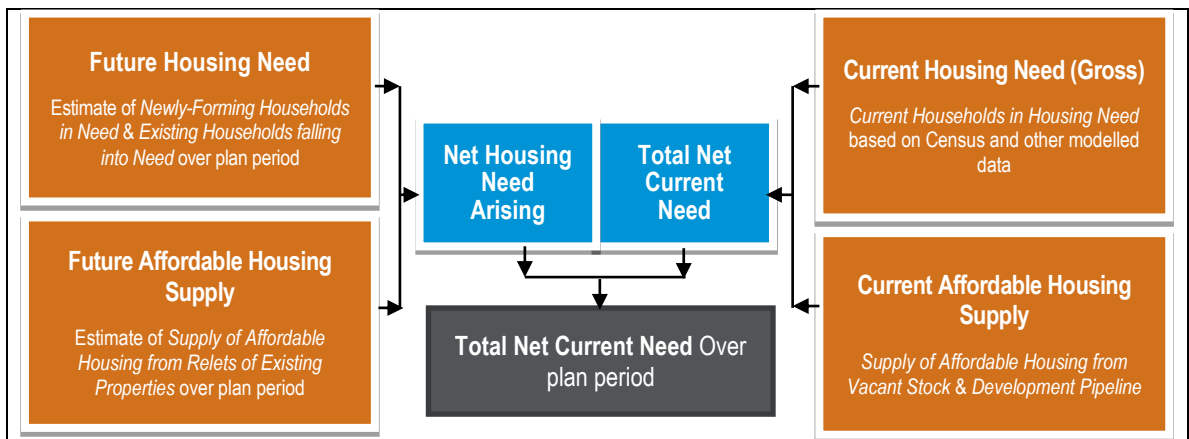 Future Housing Need
Estimate of Newly-Forming Households
in Need & Existing Households falling
into Need over plan period
Future Affordable Housing
Supply
Estimate of Supply of Affordable
Housing from Relets of Existing
Properties over plan period
Net Housing
Need
Arising
Total Net
Current
Need
Total Net Current Need Over
plan period
Current Housing Need (Gross)
Current Households in Housing Need
based on Census and other modelled
data
Current Affordable Housing
Supply
Supply of Affordable Housing from
Vacant Stock & Development Pipeline